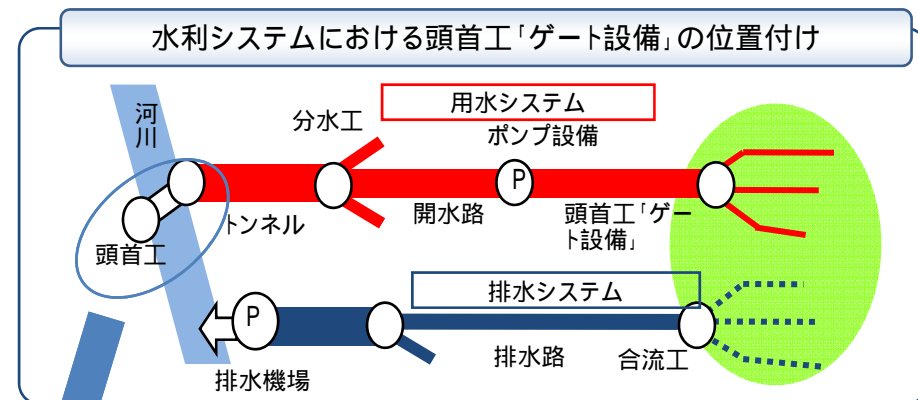 水利システムにおける頭首工｢ゲート設備｣の位置付け
河川
用水システム
分水工
ポンプ設備
P
トンネル
開水路
頭首工｢ゲー
ト設備｣
頭首工
排水システム
P
排水路
合流工
排水機場